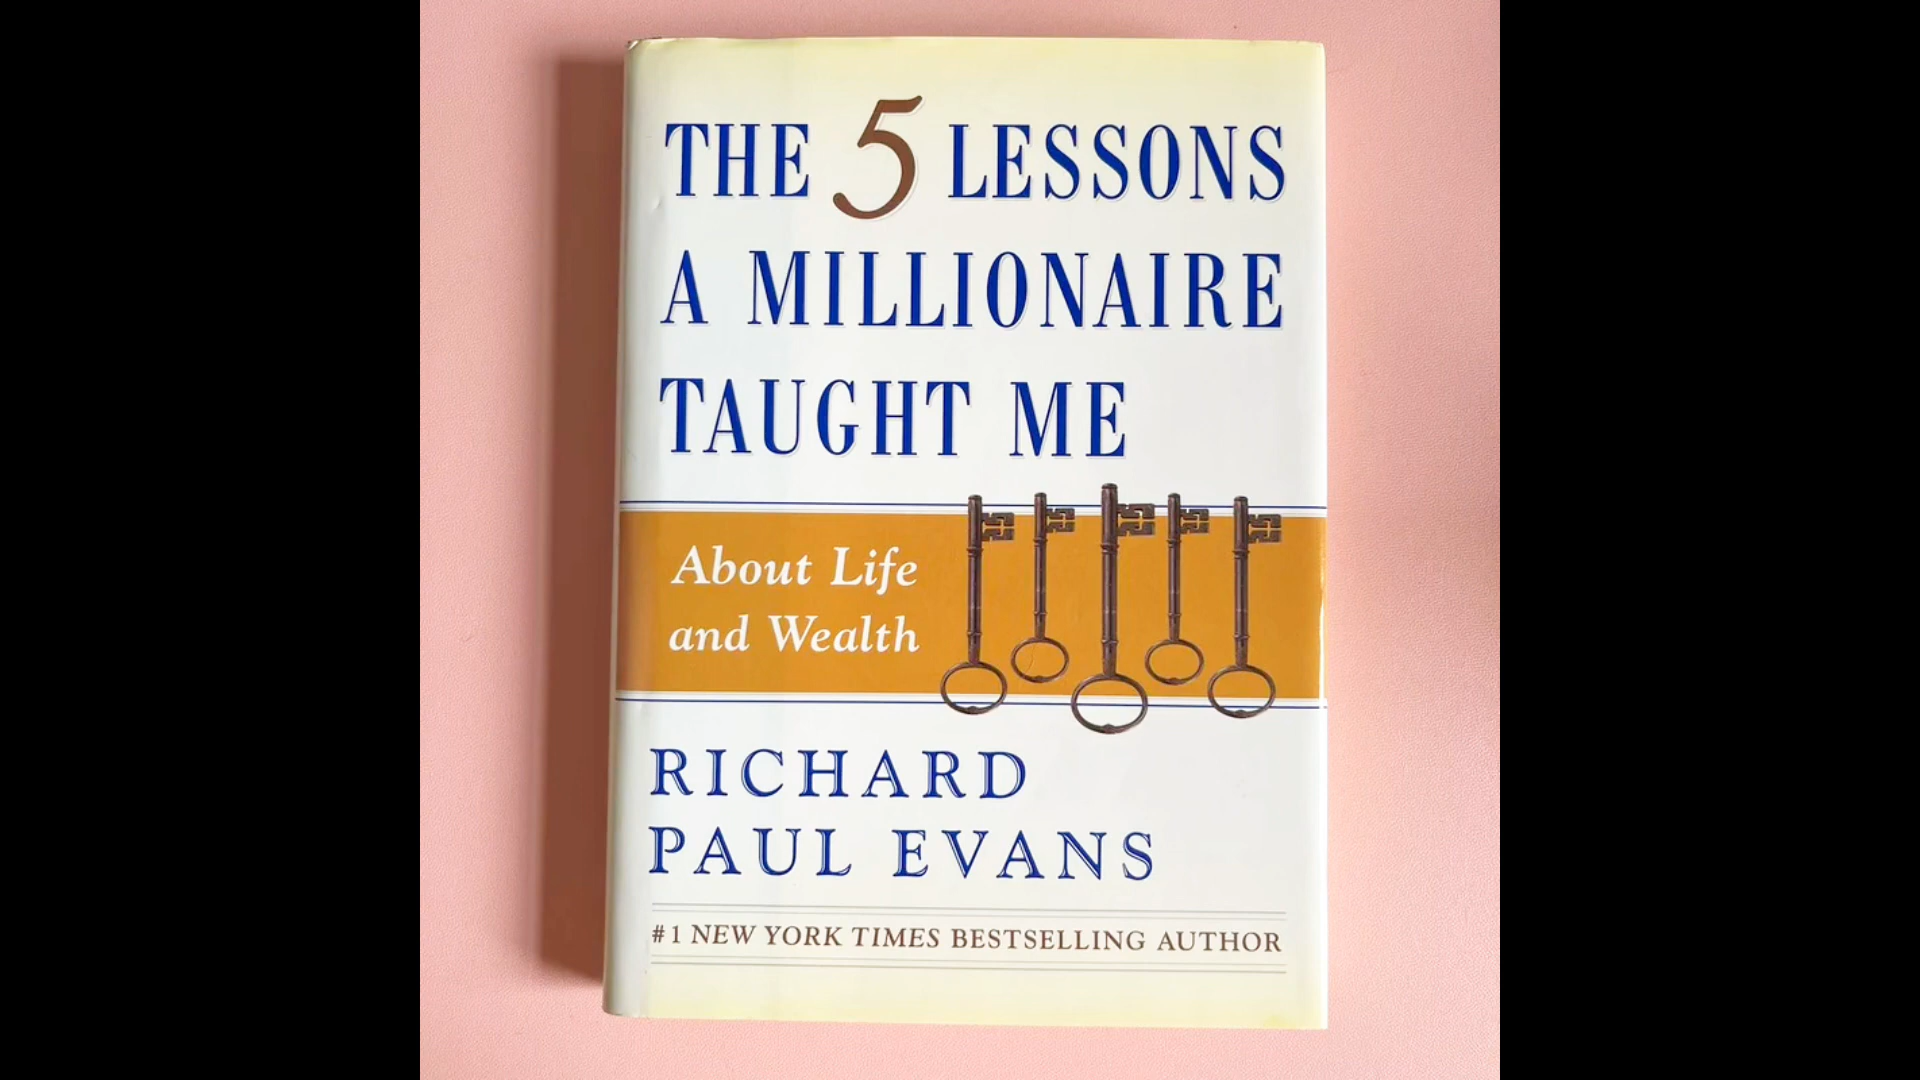 THE 5 LESSONS
A MILLIONAIRE
TAUGHT ME
About Life
and Wealth
RICHARD
PAUL EVANS
#1 NEW YORK TIMES BESTSELLING AUTHOR